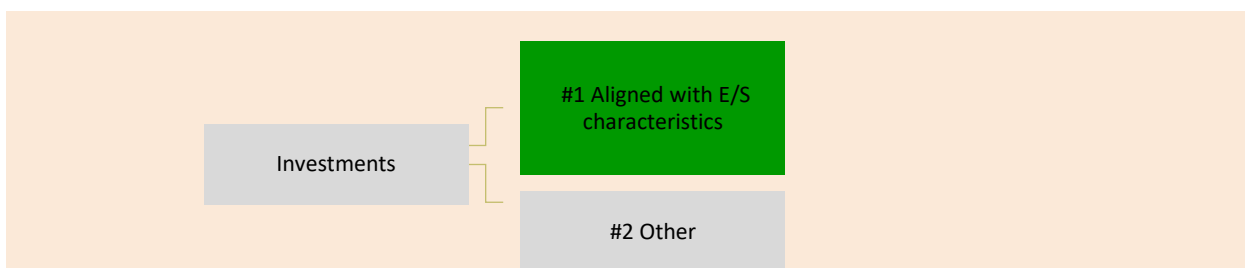 #1 Aligned with E/S
characteristics
Investments
#2 Other